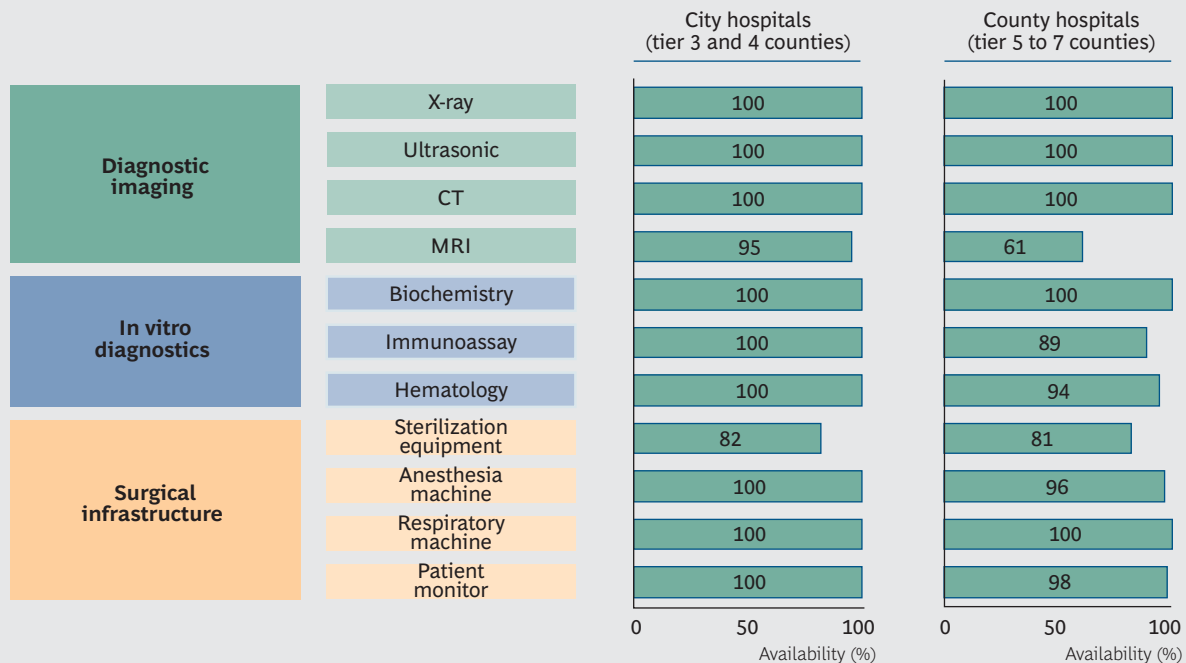 City hospitals
(tier 3 and 4 counties)
County hospitals
(tier 5 to 7 counties)
Diagnostic
imaging
X-ray
100
100
Ultrasonic
100
100
CT
100
100
MRI
95
61
In vitro
diagnostics
Biochemistry
100
100
Immunoassay
100
89
Hematology
100
94
Surgical
infrastructure
Sterilization
equipment
82
81
Anesthesia
machine
100
96
Respiratory
machine
100
100
Patient
monitor
100
98
0 50 100
Availability (%)
0 50 100
Availability (%)